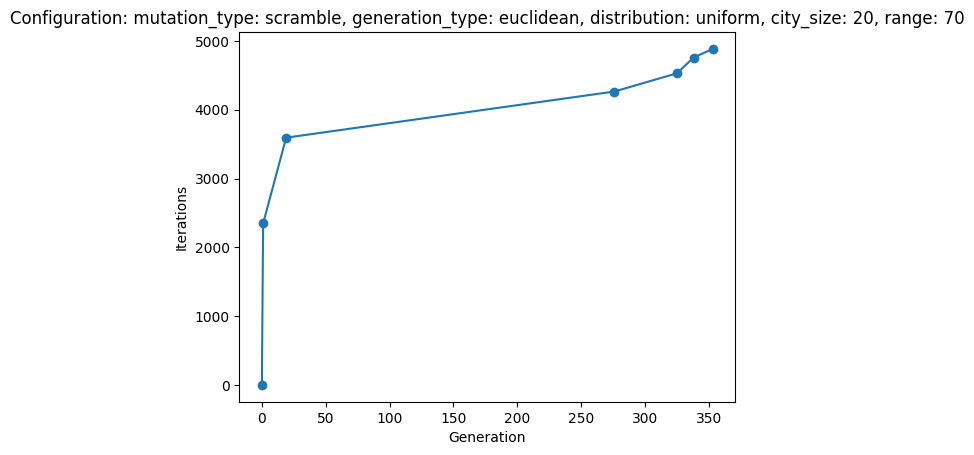 Configuration: mutation_type: scramble, generation_type: euclidean, distribution: uniform, city_size: 20, range: 70
5000
4000
3000
2000
1000
0
Iterations
0 50 100 150 200 250 300 350
Generation